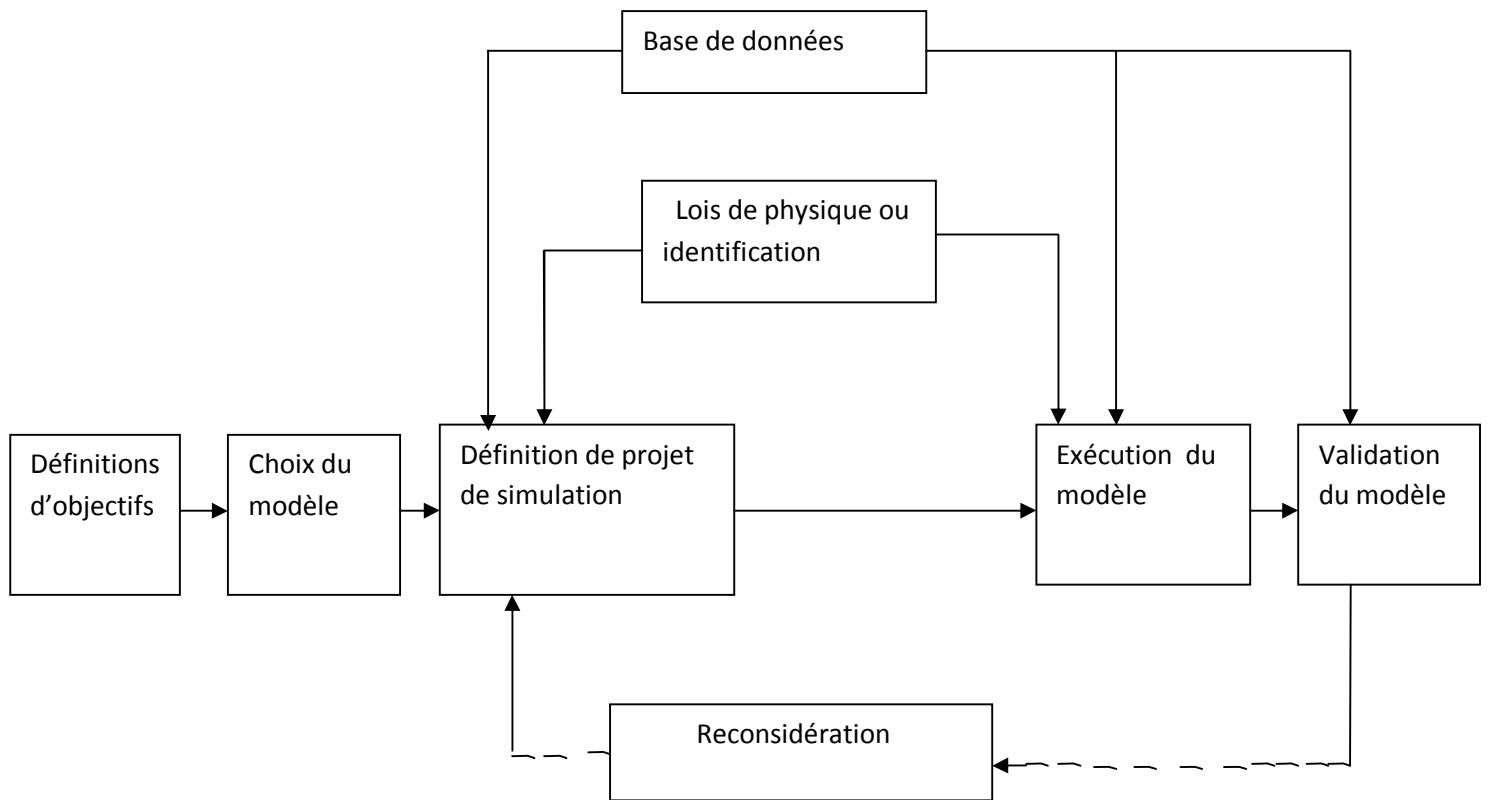 Base de données
Lois de physique ou
identification
Définitions
d’objectifs
Choix du
modèle
Définition de projet
de simulation
Exécution du
modèle
Validation
du modèle
Reconsidération